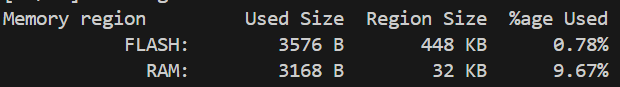 Memory region         Used Size  Region Size  %age Used
           FLASH:        3576 B       448 KB      0.78%
             RAM:        3168 B        32 KB      9.67%